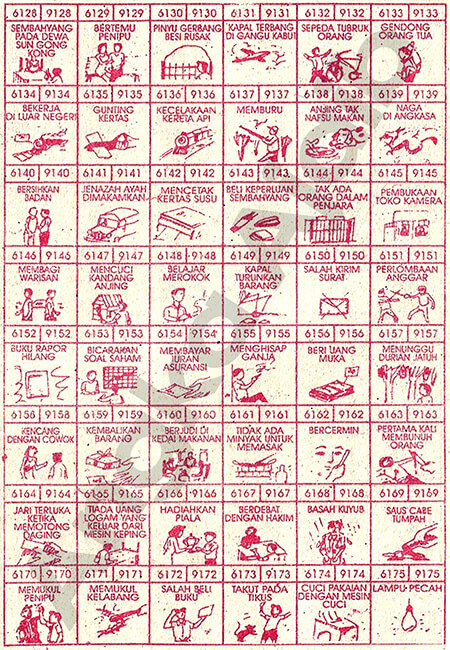 6128 9128 6129 9129 6130 9130 6131 9131 6132 9132 6133 9133
SEMBAHYANG
PADA DEWA
SUN GONG
KONG
BERTEMU
PENIPU
PINYU GERBANG
BESI RUSAK
KAPAL TERBANG
DI GANGU KABUT
SEPEDA TUBRUK
ORANG
GENDONG
ORANG TUA
6134 9134 6135 9135 6136 9136 6137 9137 6138 9138 6139 9139
BEKERJA
DI LUAR NEGERI
GUNTING
KERTAS
KECELAKAAN
KERETA API
MEMBURU
ANJING TAK
NAFSU MAKAN
NAGA
DI ANGKASA
6140 9140 6141 9141 6142 9142 6143 9143 6144 9144 6145 9145
BERSIHKAN
BADAN
JENAZAH AYAH
DIMAKAMKAN
MENCETAK
KERTAS SUSU
BELI KEPERLUAN
SEMBAHYANG
TAK ADA
ORANG DALAM
PENJARA
PEMBUKAAN
TOKO KAMERA
6146 9146 6147 9147 6148 9148 6149 9149 6150 9150 6151 9151
MEMBAGI
WARISAN
MENCUCI
KANDANG
ANJING
BELAJAR
MEROKOK
KAPAL
TURUNKAN
BARANG
SALAH KIRIM
SURAT
PERLOMBAAN
ANGGAR
6152 9152 6153 9153 6154 9154 6155 9155 6156 9156 6157 9157
BUKU RAPOR
HILANG
BICARAKAN
SOAL SAHAM
MEMBAYAR
IURAN
ASURANSI
MENGHISAP
GANJA
BERI UANG
MUKA
MENUNGGU
DURIAN JATUH
6158 9158 6159 9159 6160 9160 6161 9161 6162 9162 6163 9163
KENCANG
DENGAN COWOK
KEMBALIKAN
BARANG
BERJUDI DI
KEDAI MAKANAN
TIDAK ADA
MINYAK UNTUK
MEMASAK
BERCERMIN
PERTAMA KALI
MEMBUNUH
ORANG
6164 9164 6165 9165 6166 9166 6167 9167 6168 9168 6169 9169
JARI TERLUKA
KETIKA
MEMOTONG
DAGING
TIADA UANG
LOGAM YANG
KELUAR DARI
MESIN KEPING
HADIAHKAN
PIALA
BERDEBAT
DENGAN HAKIM
BASAH KUYUB
SAUS CABE
TUMPAH
6170 9170 6171 9171 6172 9172 6173 9173 6174 9174 6175 9175
MEMUKUL
PENIPU
MEMUKUL
KELABANG
SALAH BELI
BUKU
TAKUT PADA
TIKUS
CUCI PAKAIAN
DENGAN MESIN
CUCI
LAMPU PECAH